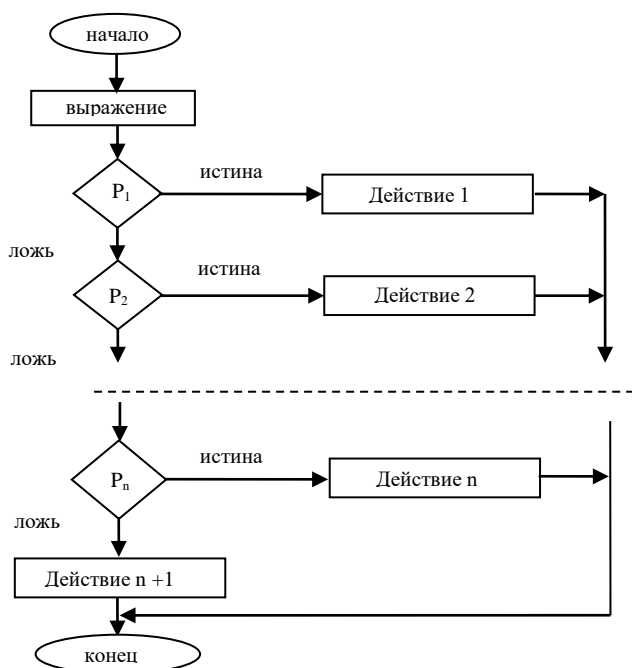 начало
выражение
истина
P₁
Действие 1
ложь
истина
P₂
Действие 2
ложь
истина
Pₙ
Действие n
ложь
Действие n +1
конец